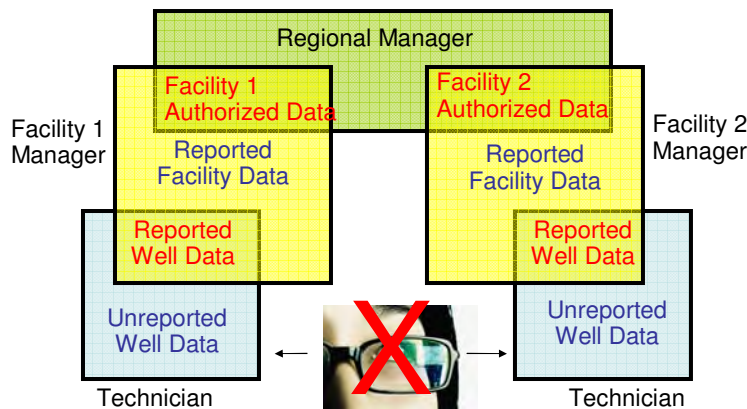 Regional Manager
Facility 1
Authorized Data
Facility 2
Authorized Data
Facility 1
Manager
Reported
Facility Data
Reported
Facility Data
Facility 2
Manager
Reported
Well Data
Reported
Well Data
Unreported
Well Data
X
Unreported
Well Data
Technician
Technician